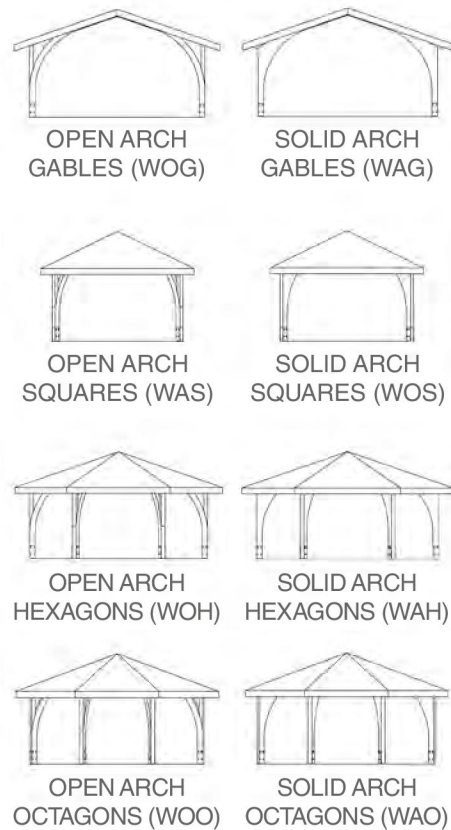 OPEN ARCH
GABLES (WOG)
SOLID ARCH
GABLES (WAG)
OPEN ARCH
SQUARES (WAS)
SOLID ARCH
SQUARES (WOS)
OPEN ARCH
HEXAGONS (WOH)
SOLID ARCH
HEXAGONS (WAH)
OPEN ARCH
OCTAGONS (WOO)
SOLID ARCH
OCTAGONS (WAO)